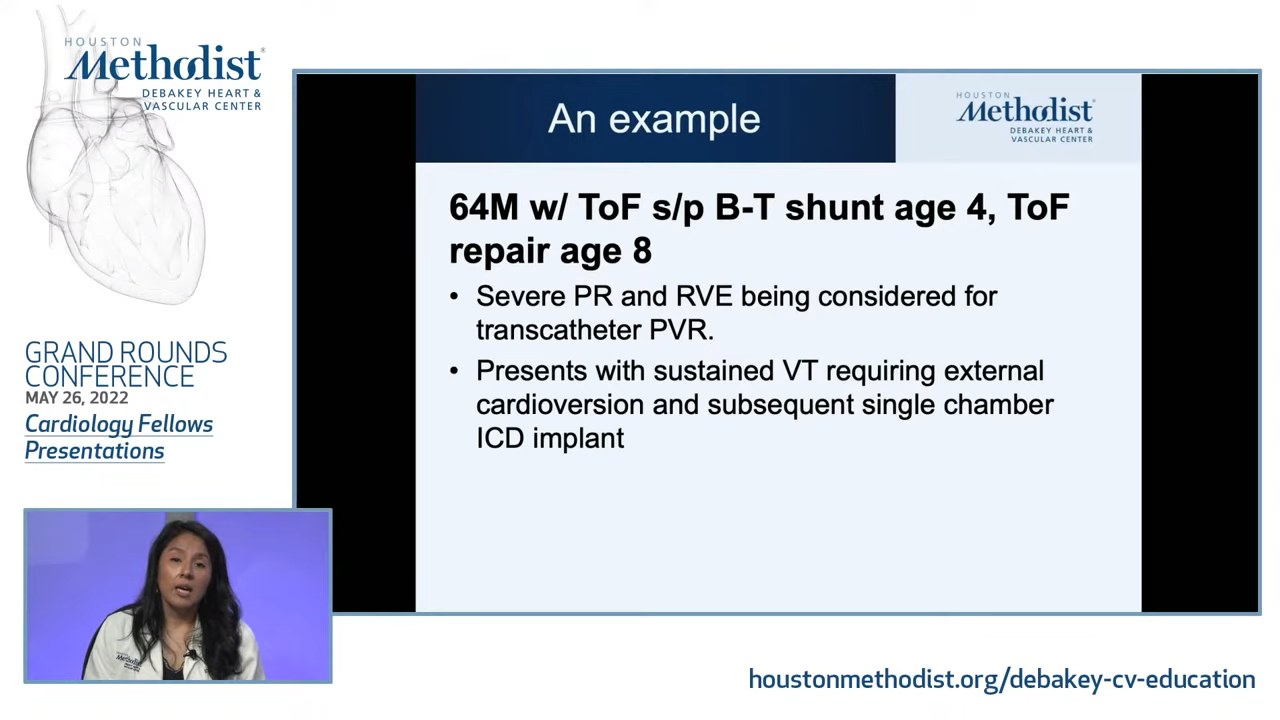 HOUSTON
Methodist®
DEBAKEY HEART &
VASCULAR CENTER
GRAND ROUNDS
CONFERENCE
MAY 26, 2022
Cardiology Fellows
Presentations
An example
HOUSTON
Methodist®
DEBAKEY HEART &
VASCULAR CENTER
64M w/ ToF s/p B-T shunt age 4, ToF
repair age 8
• Severe PR and RVE being considered for
transcatheter PVR.
• Presents with sustained VT requiring external
cardioversion and subsequent single chamber
ICD implant
Methodist
houstonmethodist.org/debakey-cv-education